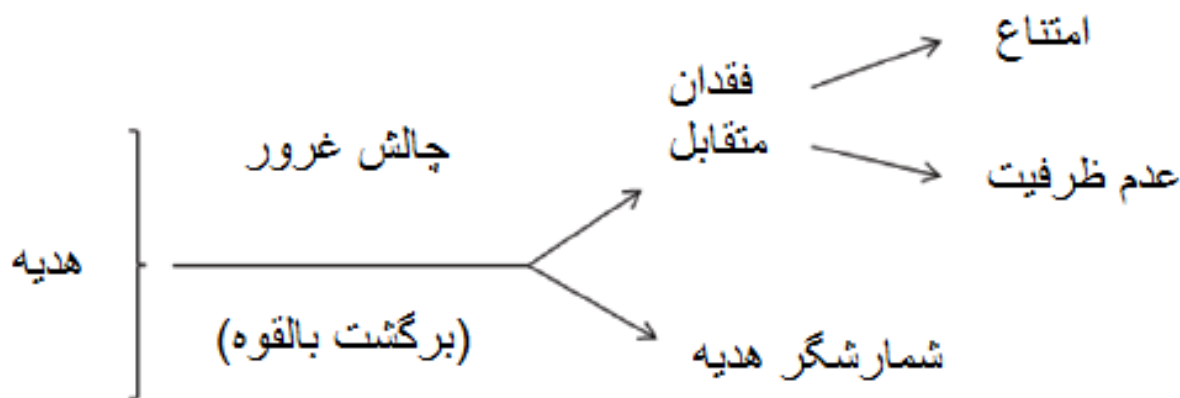 هدیه
چالش غرور
(برگشت بالقوه)
فقدان
متقابل
امتناع
عدم ظرفیت
شمارشگر هدیه